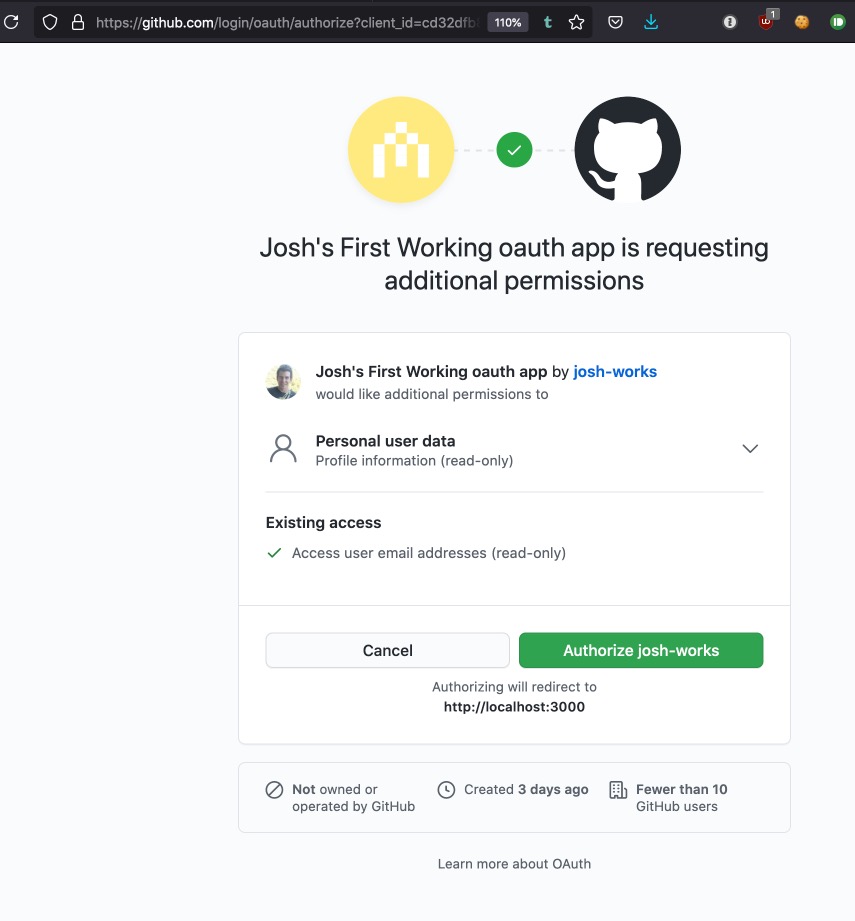 https://github.com/login/oauth/authorize?client_id=cd32dfb
110%
t
1
Josh's First Working oauth app is requesting
additional permissions
Josh's First Working oauth app by josh-works
would like additional permissions to
Personal user data
Profile information (read-only)
Existing access
Access user email addresses (read-only)
Cancel
Authorize josh-works
Authorizing will redirect to
http://localhost:3000
Not owned or
operated by GitHub
Created 3 days ago
Fewer than 10
GitHub users
Learn more about OAuth